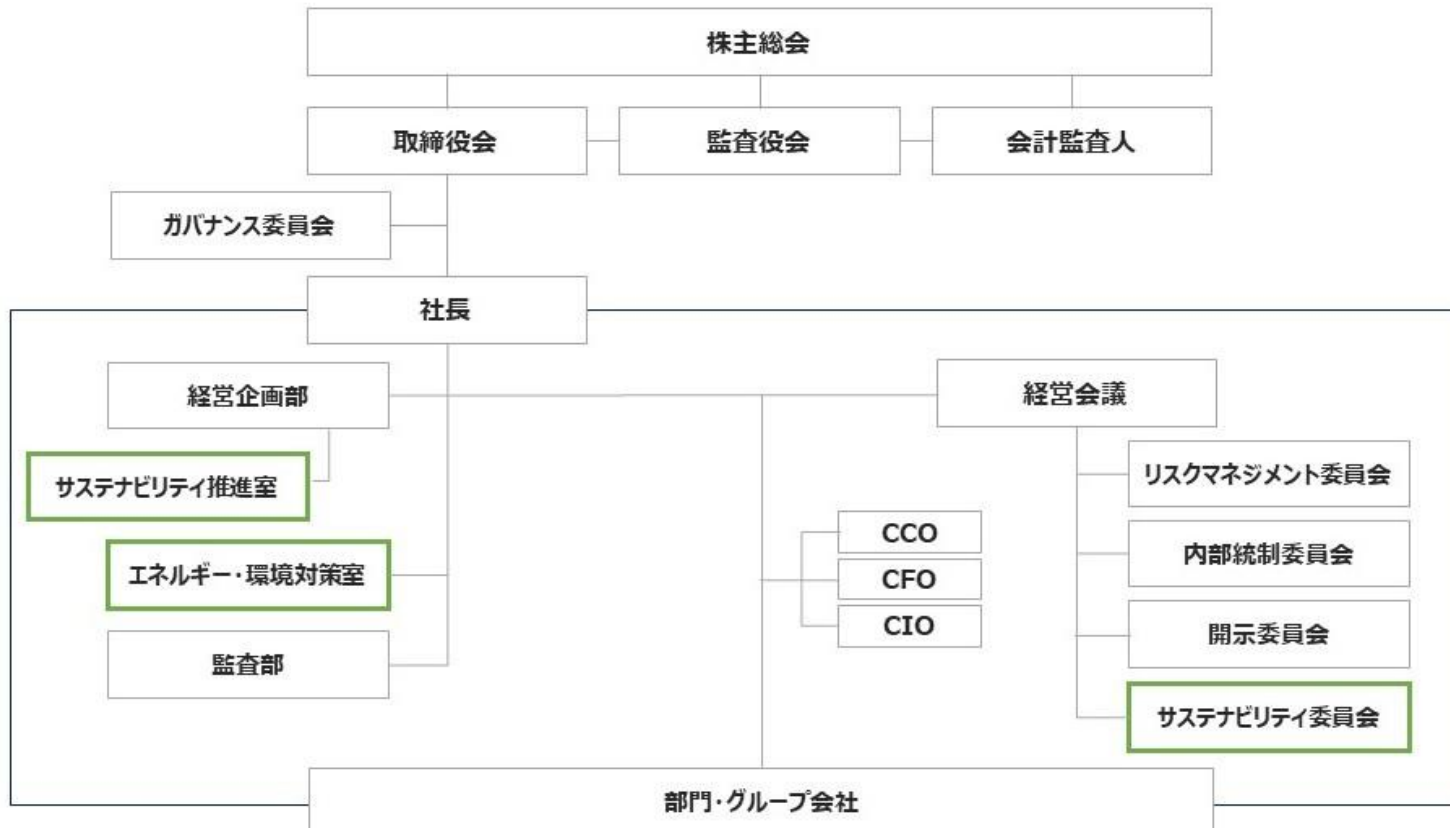 株主総会
取締役会
監査役会
会計監査人
ガバナンス委員会
社長
経営企画部
経営会議
サステナビリティ推進室
リスクマネジメント委員会
CCO
内部統制委員会
エネルギー・環境対策室
CFO
CIO
開示委員会
監査部
サステナビリティ委員会
部門・グループ会社